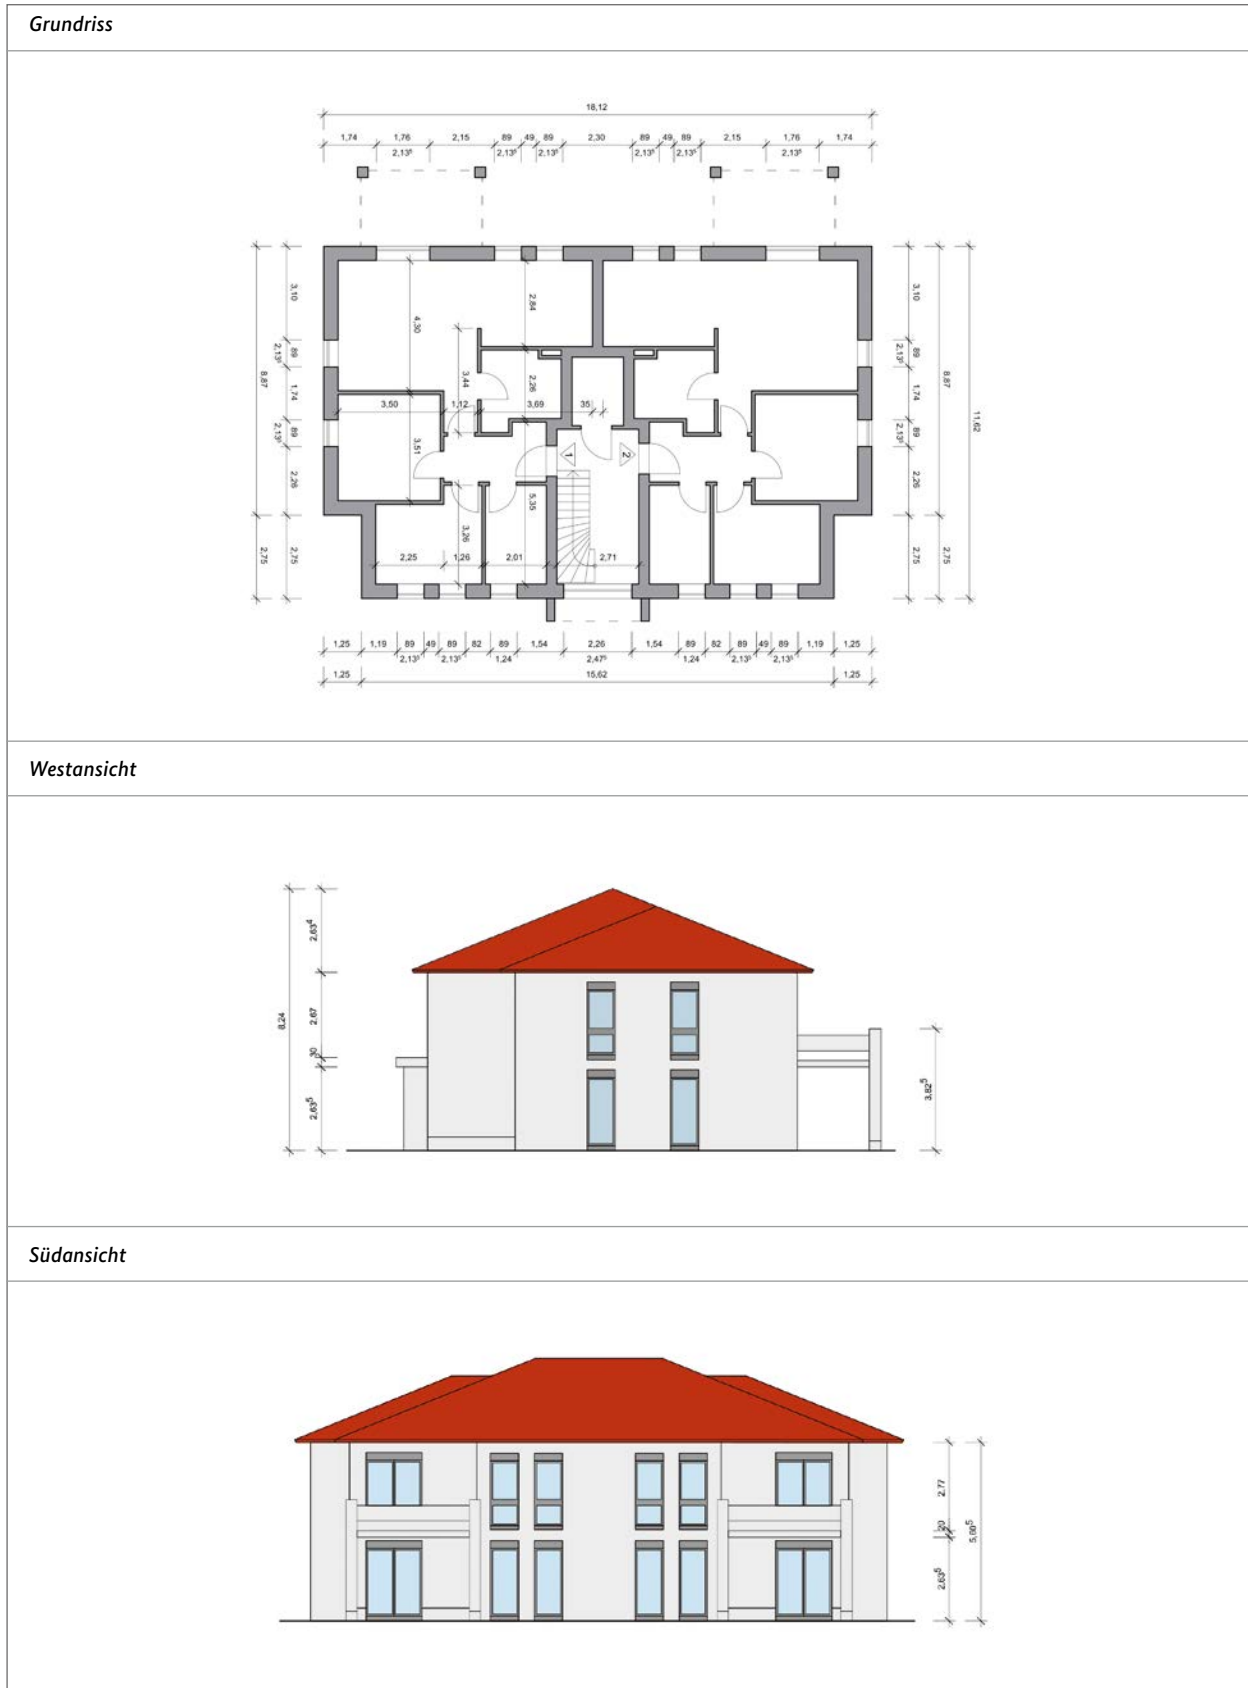 Grundriss
18,12
1,74 1,76 2,15 89 49 89 2,30 89 49 89 2,15 1,76 1,74
2,13⁵ 2,13⁵ 2,13⁵ 2,13⁵ 2,13⁵ 2,13⁵
8,87 2,75
3,10 89 1,74 89 2,26 2,75
2,13⁵ 2,13⁵
4,30 2,84
3,44 2,26
3,50 1,12 3,69 35
3,51
1 2
5,35
3,26
2,25 1,26 2,01 2,71
3,10 89 1,74 89 2,26 2,75
2,13⁵ 2,13⁵
8,87 2,75
11,62
1,25 1,19 89 49 89 82 89 1,54 2,26 1,54 89 82 89 49 89 1,19 1,25
2,13⁵ 2,13⁵ 1,24 2,47⁵ 1,24 2,13⁵ 2,13⁵
1,25 15,62 1,25
Westansicht
8,24
2,63⁴
2,67
30
2,63⁵
3,82⁵
Südansicht
2,77
20
2,63⁵